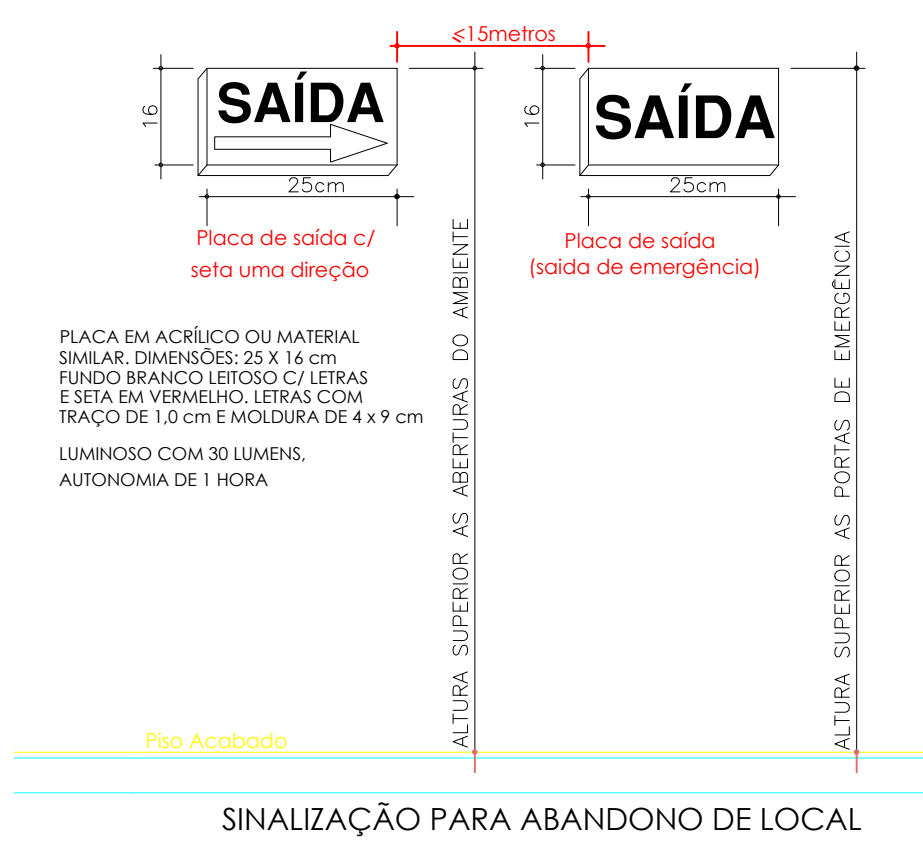 ≤15metros
SAÍDA
16
25cm
SAÍDA
16
25cm
Placa de saída c/
seta uma direção
Placa de saída
(saida de emergência)
PLACA EM ACRÍLICO OU MATERIAL
SIMILAR. DIMENSÕES: 25 X 16 cm
FUNDO BRANCO LEITOSO C/ LETRAS
E SETA EM VERMELHO. LETRAS COM
TRAÇO DE 1,0 cm E MOLDURA DE 4 x 9 cm
LUMINOSO COM 30 LUMENS,
AUTONOMIA DE 1 HORA
ALTURA SUPERIOR AS ABERTURAS DO AMBIENTE
ALTURA SUPERIOR AS PORTAS DE EMERGÊNCIA
Piso Acabado
SINALIZAÇÃO PARA ABANDONO DE LOCAL